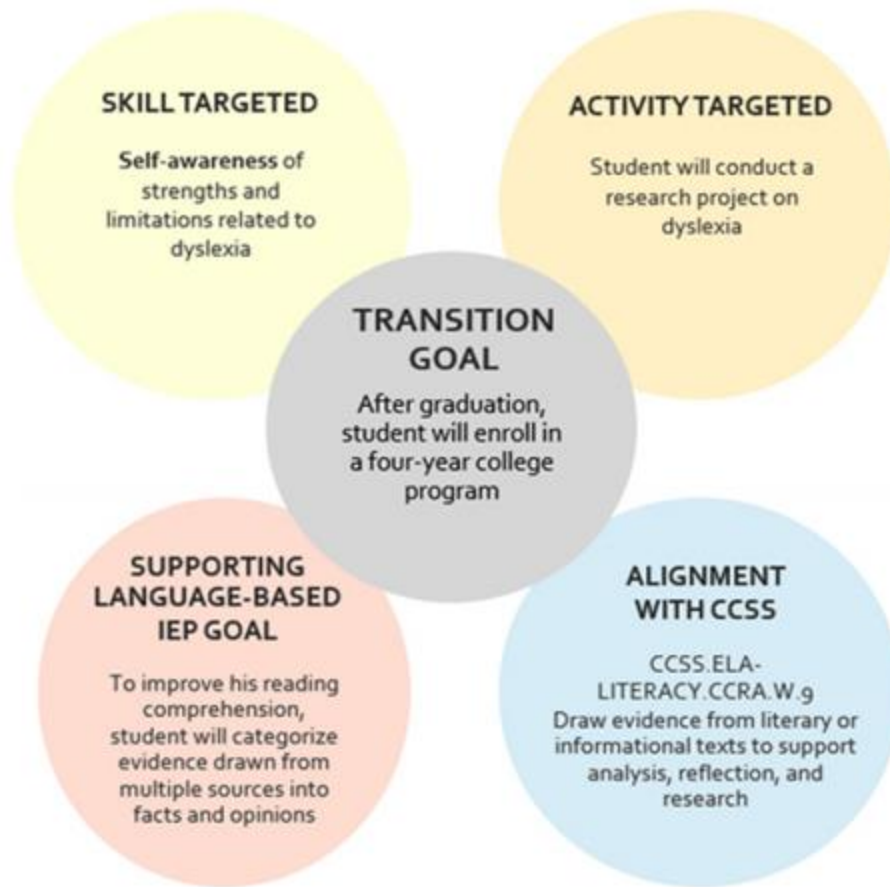 SKILL TARGETED
Self-awareness of
strengths and
limitations related to
dyslexia
ACTIVITY TARGETED
Student will conduct a
research project on
dyslexia
TRANSITION
GOAL
After graduation,
student will enroll in
a four-year college
program
SUPPORTING
LANGUAGE-BASED
IEP GOAL
To improve his reading
comprehension,
student will categorize
evidence drawn from
multiple sources into
facts and opinions
ALIGNMENT
WITH CCSS
CCSS.ELA-
LITERACY.CCRA.W.9
Draw evidence from literary or
informational texts to support
analysis, reflection, and
research